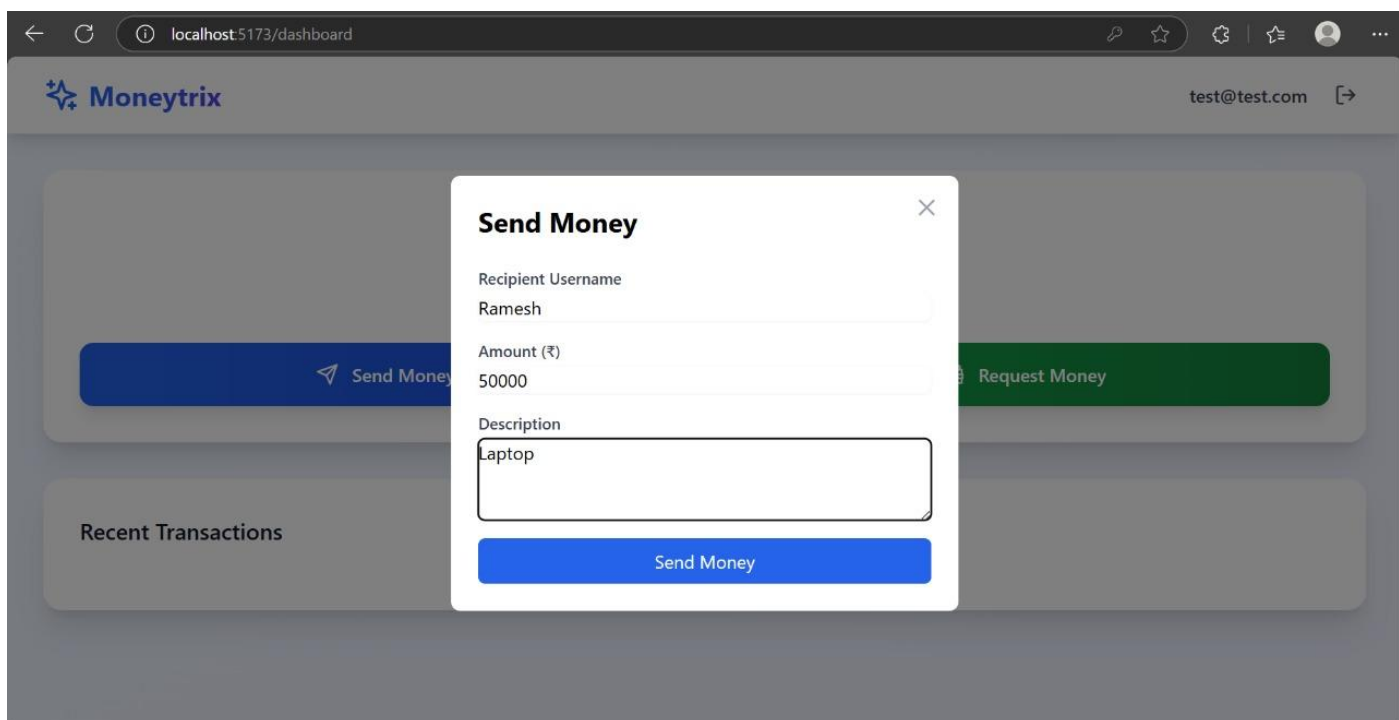 localhost:5173/dashboard
Moneytrix
test@test.com
Send Money
Recipient Username
Ramesh
Amount (₹)
50000
Description
Laptop
Send Money
Send Money
Request Money
Recent Transactions